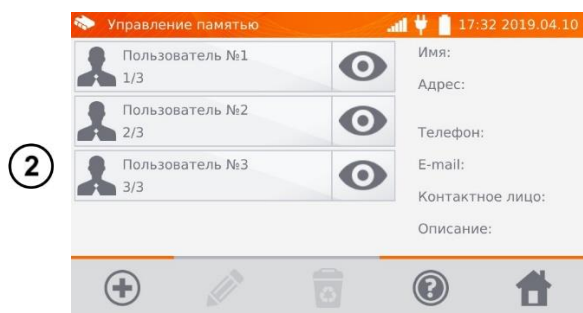 Управление памятью
17:32 2019.04.10
Пользователь №1
1/3
Пользователь №2
2/3
Пользователь №3
3/3
Имя:
Адрес:
Телефон:
E-mail:
Контактное лицо:
Описание:
2